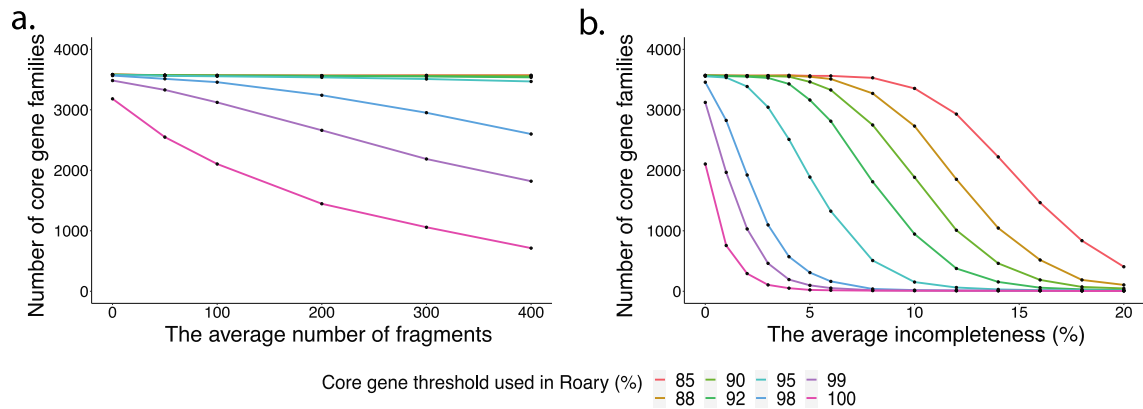 a.
Number of core gene families
4000
3000
2000
1000
0
0 100 200 300 400
The average number of fragments
b.
Number of core gene families
4000
3000
2000
1000
0
0 5 10 15 20
The average incompleteness (%)
Core gene threshold used in Roary (%) 85 90 95 99
88 92 98 100